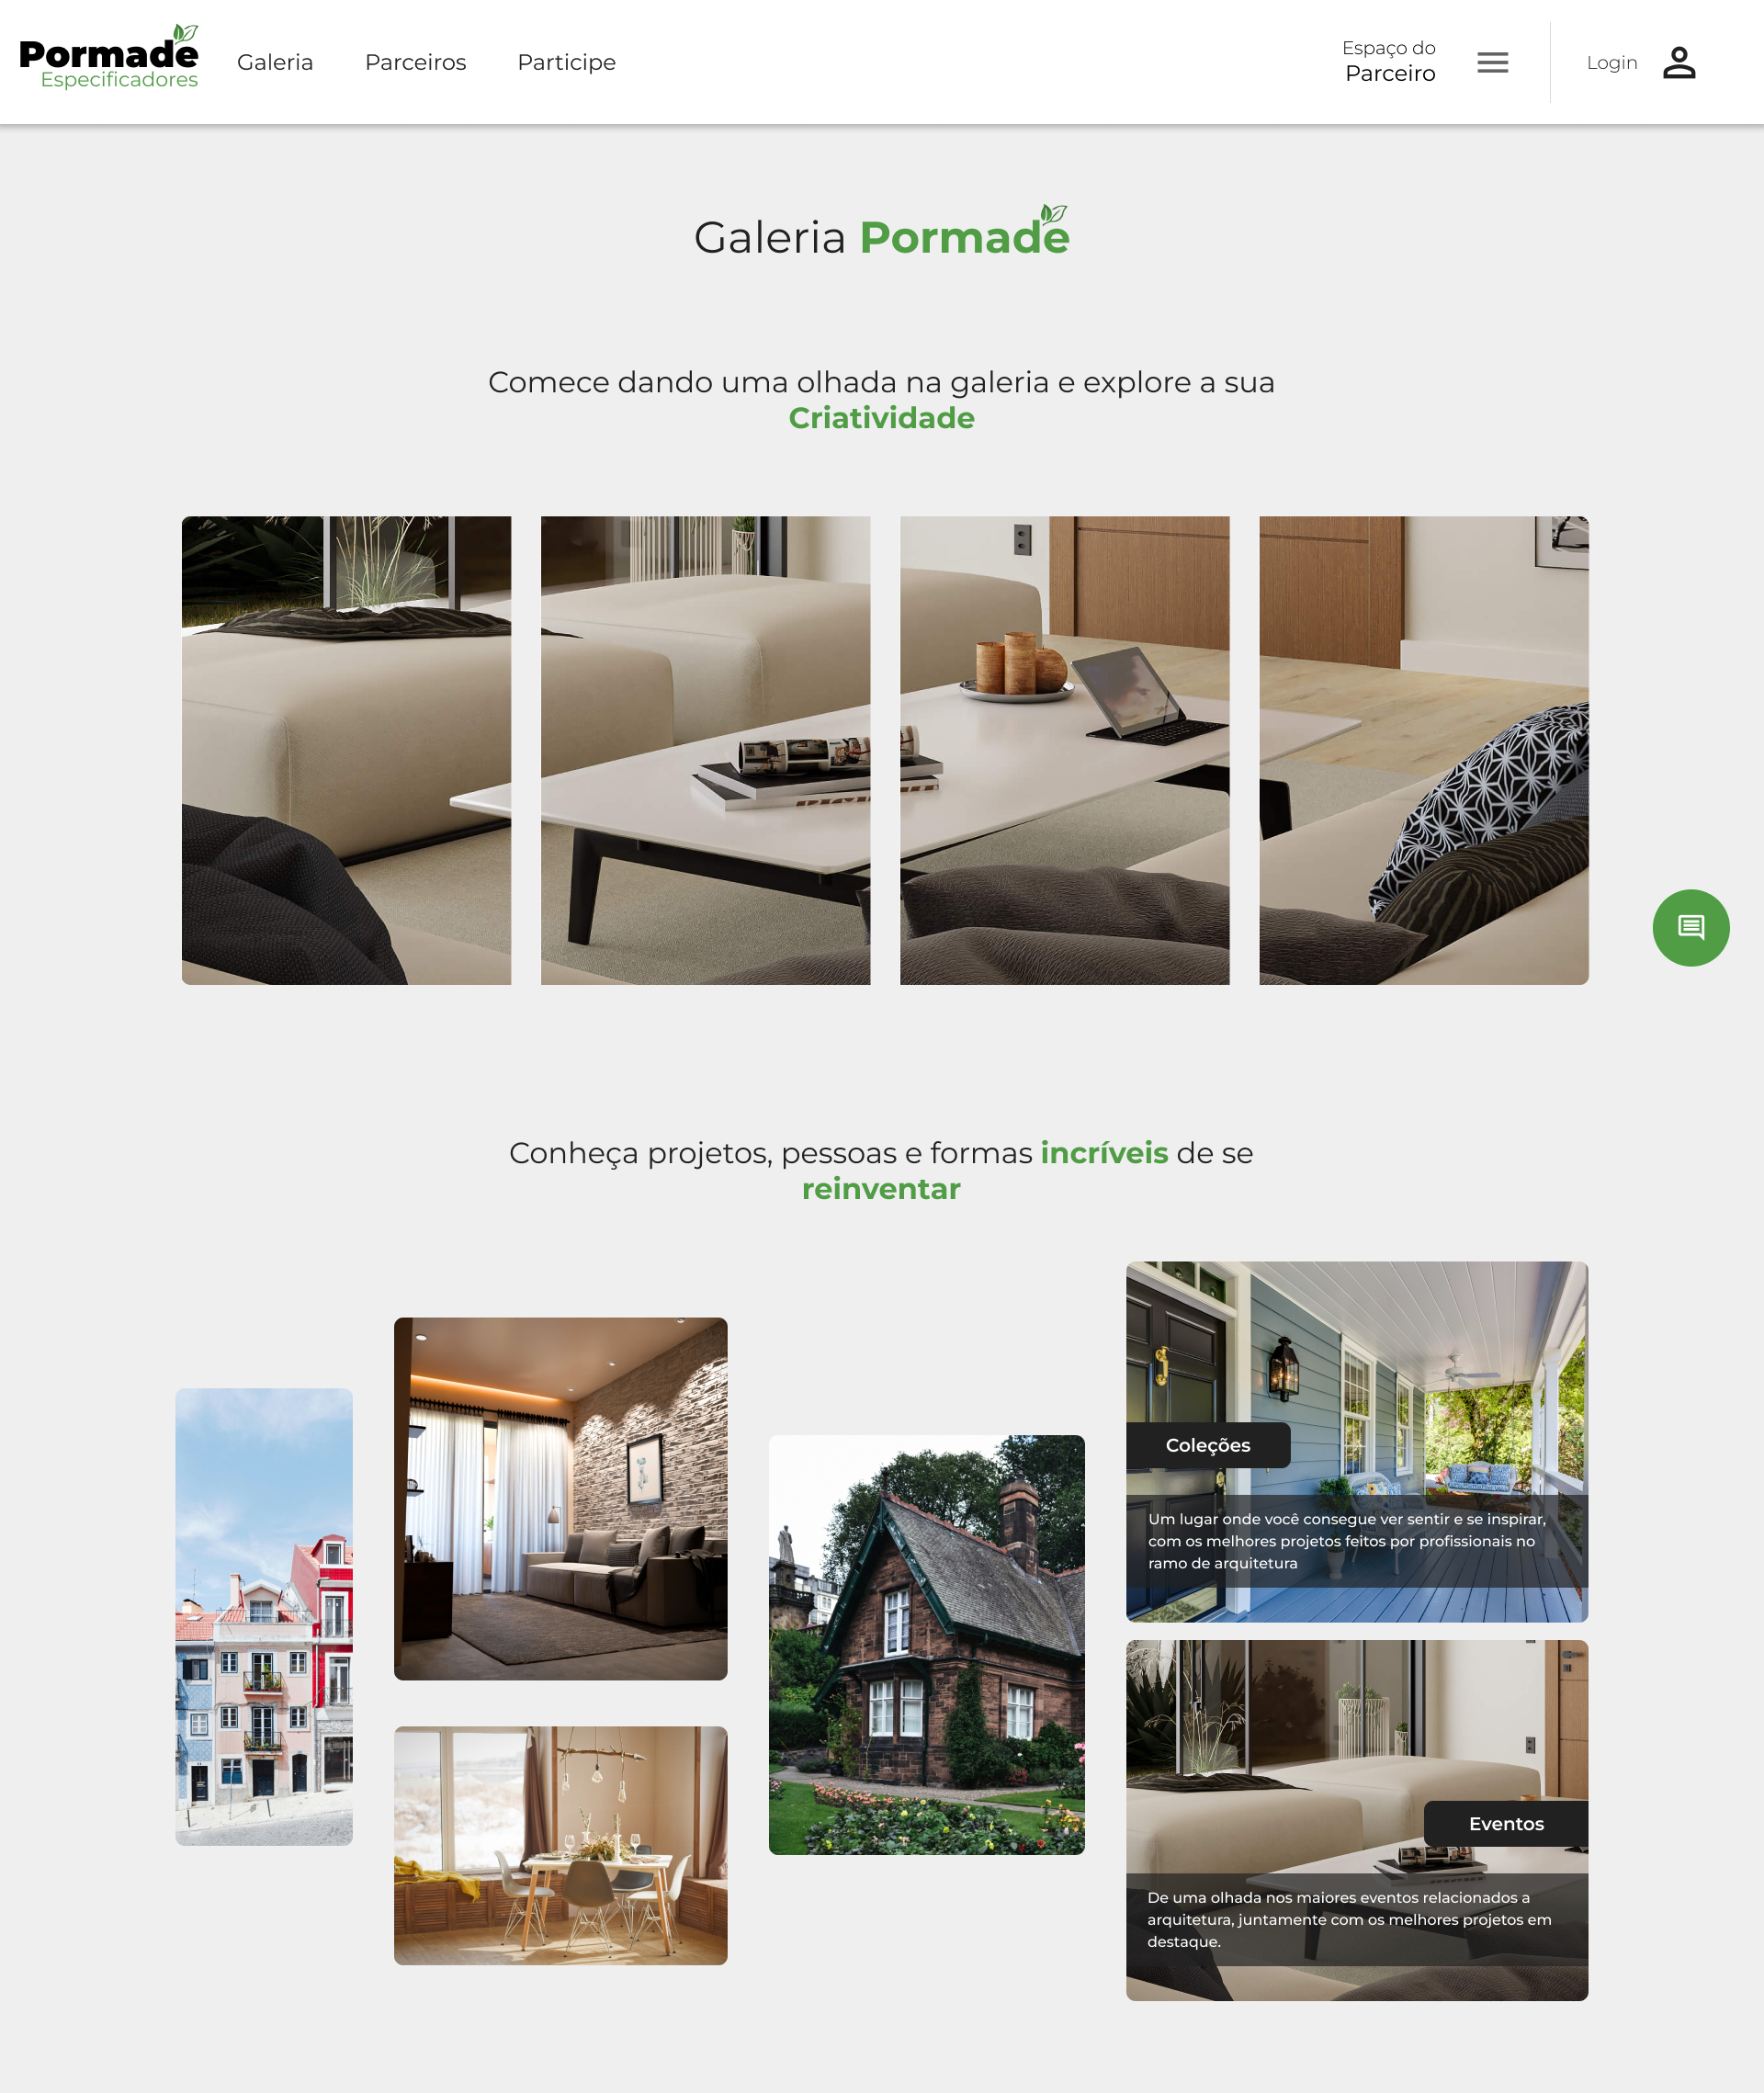 Pormade
Especificadores
Galeria
Parceiros
Participe
Espaço do
Parceiro
Login
Galeria Pormade
Comece dando uma olhada na galeria e explore a sua
Criatividade
Conheça projetos, pessoas e formas incríveis de se
reinventar
Coleções
Um lugar onde você consegue ver sentir e se inspirar,
com os melhores projetos feitos por profissionais no
ramo de arquitetura
Eventos
De uma olhada nos maiores eventos relacionados a
arquitetura, juntamente com os melhores projetos em
destaque.